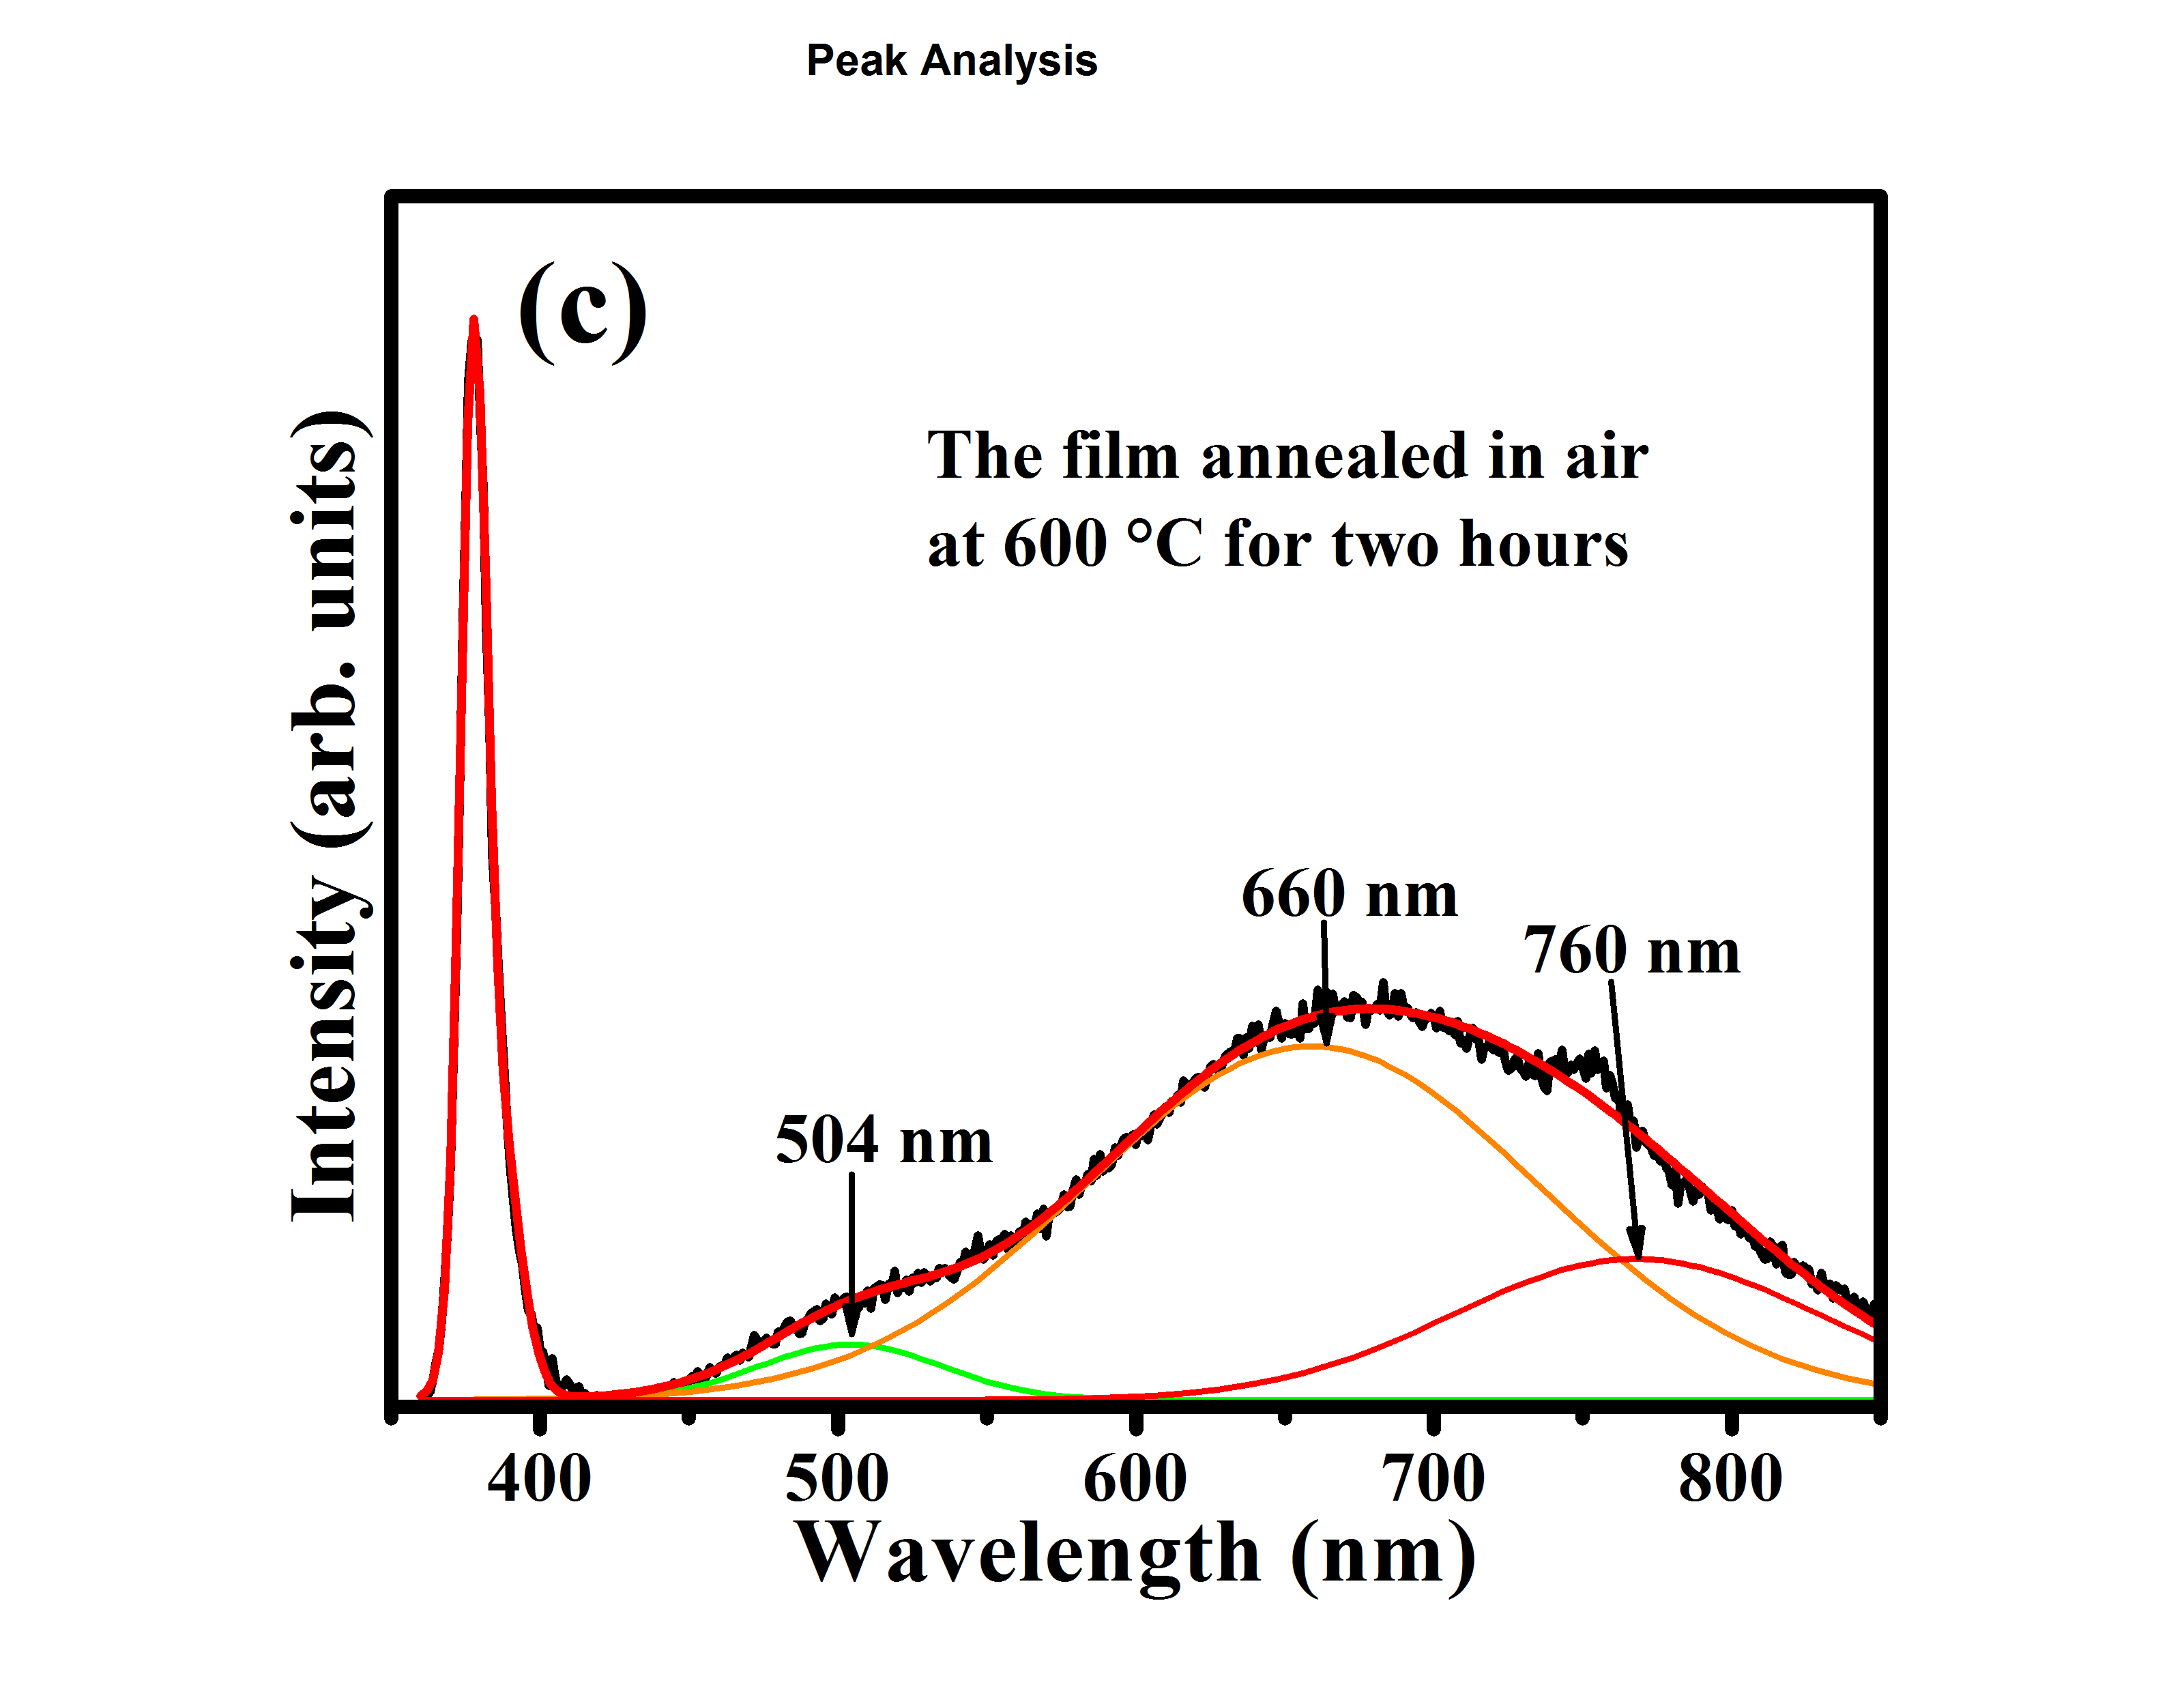 Peak Analysis
(c)
The film annealed in air
at 600 °C for two hours
660 nm
760 nm
504 nm
Intensity (arb. units)
400
500
600
700
800
Wavelength (nm)